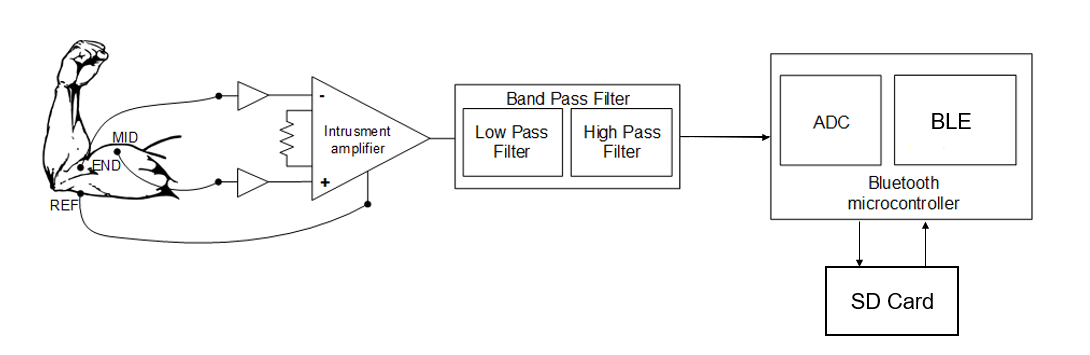 MID
END
REF
-
Intrusment
amplifier
+
Band Pass Filter
Low Pass
Filter
High Pass
Filter
ADC
BLE
Bluetooth
microcontroller
SD Card